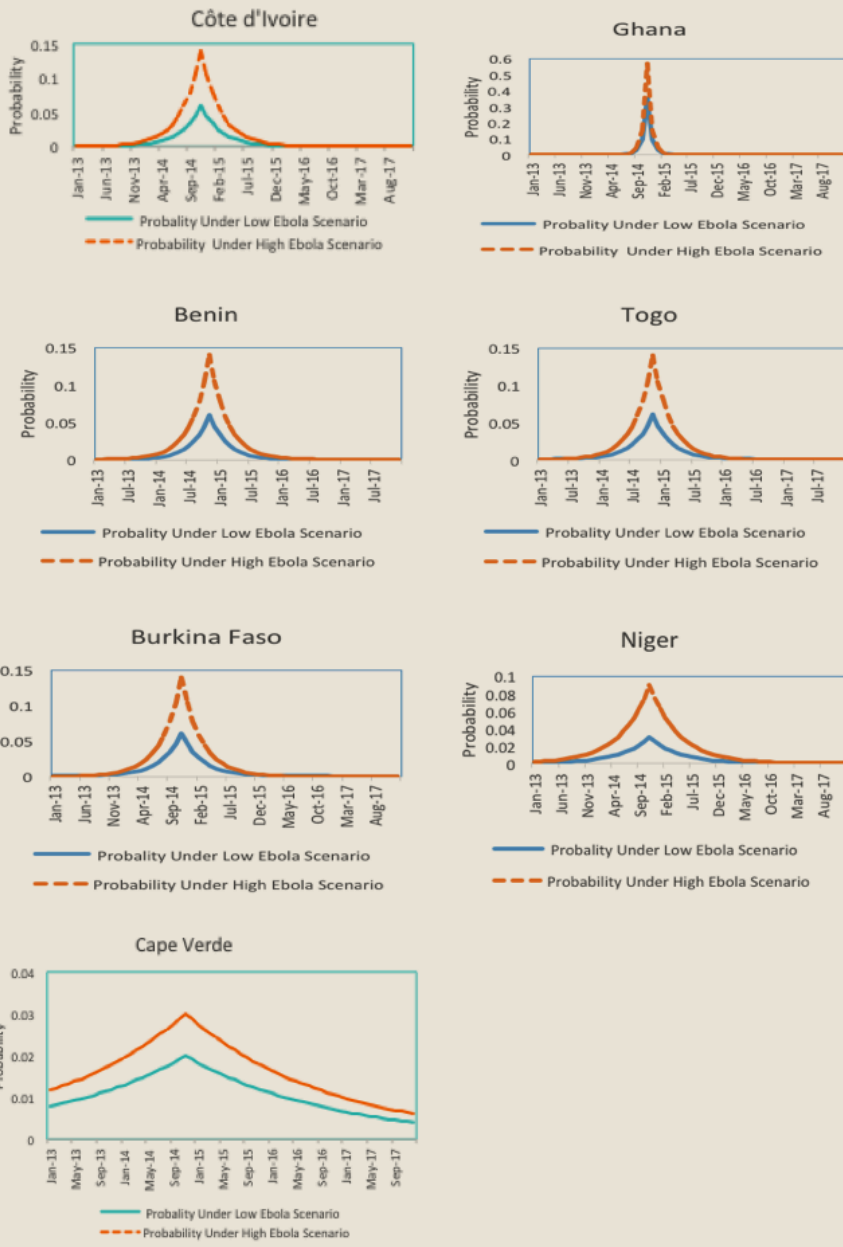 Côte d'Ivoire
Probability
0.15
0.1
0.05
0
Jan-13
Jun-13
Nov-13
Apr-14
Sep-14
Feb-15
Jul-15
Dec-15
May-16
Oct-16
Mar-17
Aug-17
Probality Under Low Ebola Scenario
Probability Under High Ebola Scenario
Ghana
Probability
0.6
0.5
0.4
0.3
0.2
0.1
0
Jan-13
Jun-13
Nov-13
Apr-14
Sep-14
Feb-15
Jul-15
Dec-15
May-16
Oct-16
Mar-17
Aug-17
Probality Under Low Ebola Scenario
Probability Under High Ebola Scenario
Benin
Probability
0.15
0.1
0.05
0
Jan-13
Jul-13
Jan-14
Jul-14
Jan-15
Jul-15
Jan-16
Jul-16
Jan-17
Jul-17
Probality Under Low Ebola Scenario
Probability Under High Ebola Scenario
Togo
Probability
0.15
0.1
0.05
0
Jan-13
Jul-13
Jan-14
Jul-14
Jan-15
Jul-15
Jan-16
Jul-16
Jan-17
Jul-17
Probality Under Low Ebola Scenario
Probability Under High Ebola Scenario
Burkina Faso
0.15
0.1
0.05
0
Jan-13
Jun-13
Nov-13
Apr-14
Sep-14
Feb-15
Jul-15
Dec-15
May-16
Oct-16
Mar-17
Aug-17
Probality Under Low Ebola Scenario
Probability Under High Ebola Scenario
Niger
Probability
0.1
0.08
0.06
0.04
0.02
0
Jan-13
Jun-13
Nov-13
Apr-14
Sep-14
Feb-15
Jul-15
Dec-15
May-16
Oct-16
Mar-17
Aug-17
Probality Under Low Ebola Scenario
Probability Under High Ebola Scenario
Cape Verde
Probability
0.04
0.03
0.02
0.01
0
Jan-13
May-13
Sep-13
Jan-14
May-14
Sep-14
Jan-15
May-15
Sep-15
Jan-16
May-16
Sep-16
Jan-17
May-17
Sep-17
Probality Under Low Ebola Scenario
Probability Under High Ebola Scenario